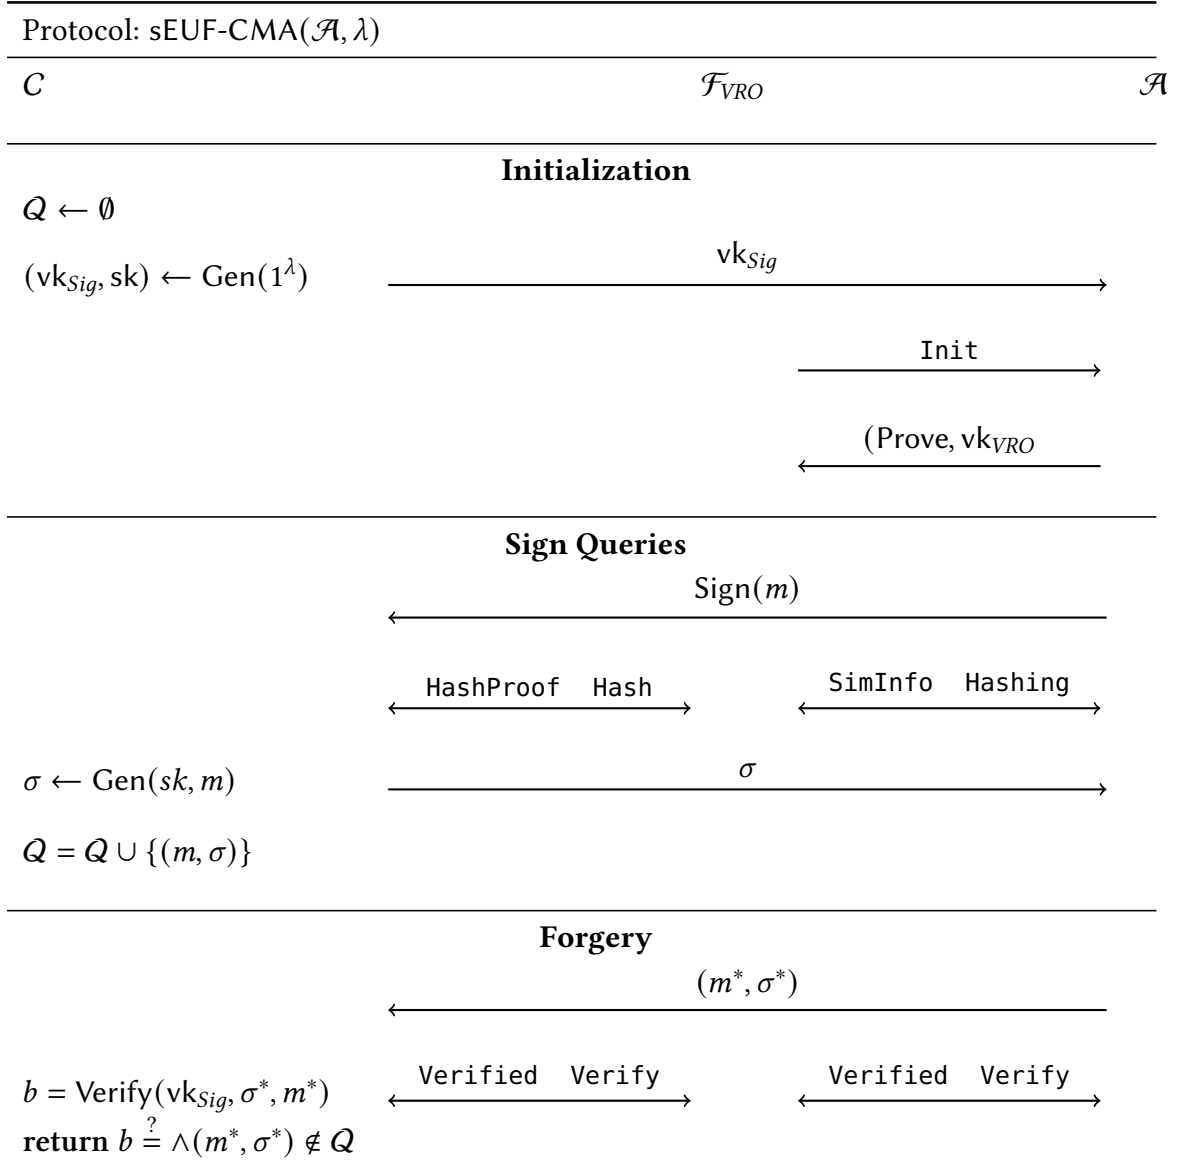 Protocol: sEUF-CMA(𝒜, λ)
C 𝓕_VRO 𝒜
Initialization
𝒬 ← ∅
vk_Sig
(vk_Sig, sk) ← Gen(1^λ)
Init
(Prove, vk_VRO
Sign Queries
Sign(m)
HashProof Hash SimInfo Hashing
σ ← Gen(sk, m) σ
𝒬 = 𝒬 ∪ {(m, σ)}
Forgery
(m*, σ*)
Verified Verify Verified Verify
b = Verify(vk_Sig, σ*, m*)
return b ≟ ∧(m*, σ*) ∉ 𝒬